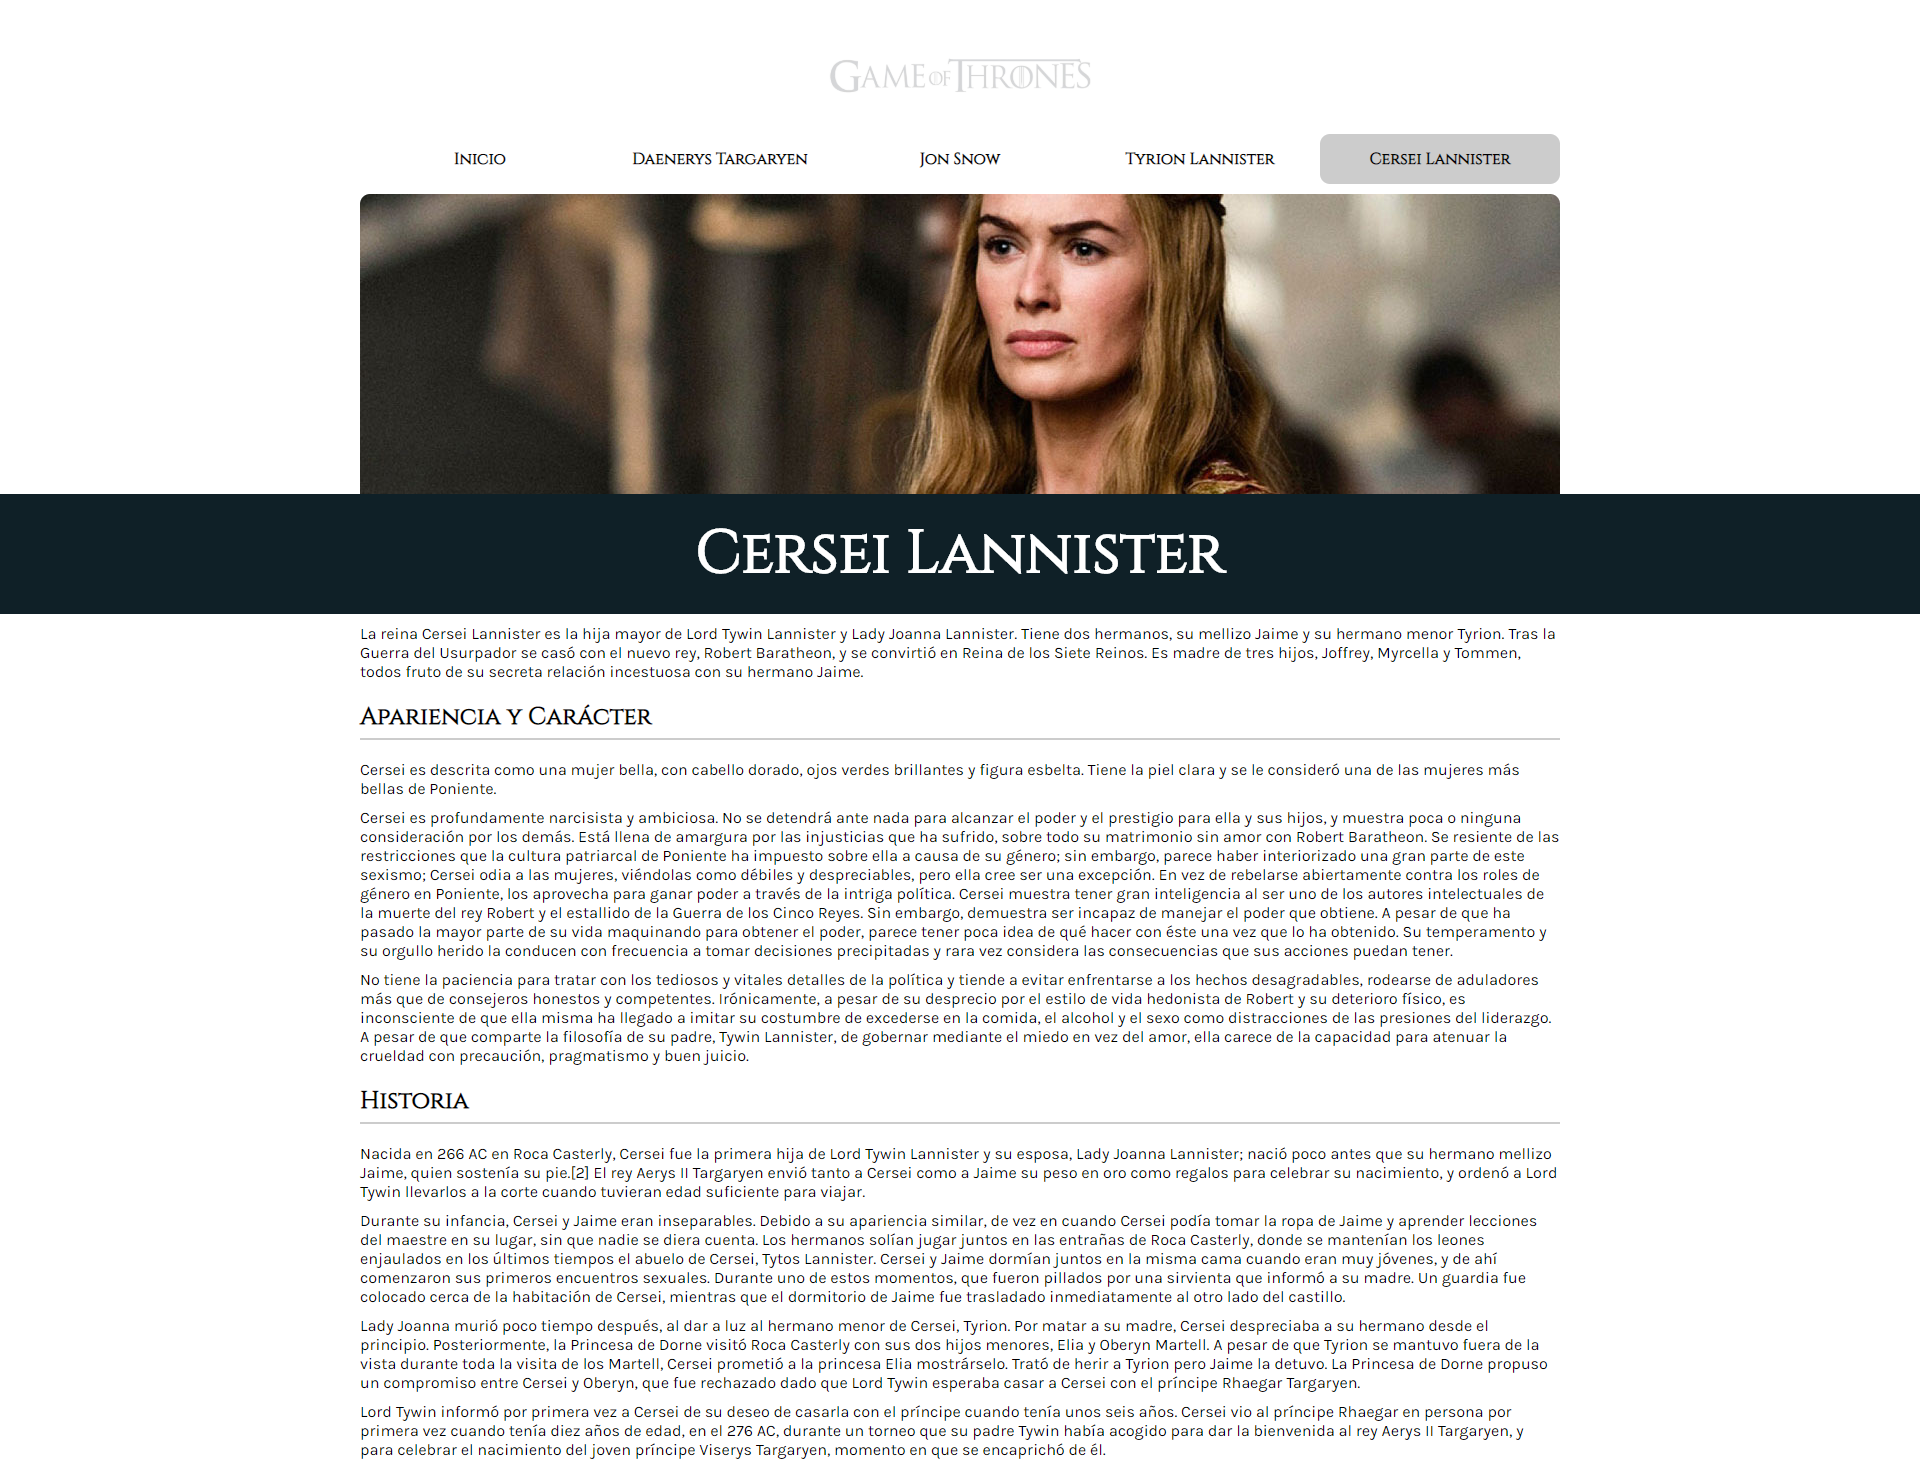 Game of Thrones
Inicio
Daenerys Targaryen
Jon Snow
Tyrion Lannister
Cersei Lannister
Cersei Lannister
La reina Cersei Lannister es la hija mayor de Lord Tywin Lannister y Lady Joanna Lannister. Tiene dos hermanos, su mellizo Jaime y su hermano menor Tyrion. Tras la
Guerra del Usurpador se casó con el nuevo rey, Robert Baratheon, y se convirtió en Reina de los Siete Reinos. Es madre de tres hijos, Joffrey, Myrcella y Tommen,
todos fruto de su secreta relación incestuosa con su hermano Jaime.
Apariencia y Carácter
Cersei es descrita como una mujer bella, con cabello dorado, ojos verdes brillantes y figura esbelta. Tiene la piel clara y se le consideró una de las mujeres más
bellas de Poniente.
Cersei es profundamente narcisista y ambiciosa. No se detendrá ante nada para alcanzar el poder y el prestigio para ella y sus hijos, y muestra poca o ninguna
consideración por los demás. Está llena de amargura por las injusticias que ha sufrido, sobre todo su matrimonio sin amor con Robert Baratheon. Se resiente de las
restricciones que la cultura patriarcal de Poniente ha impuesto sobre ella a causa de su género; sin embargo, parece haber interiorizado una gran parte de este
sexismo; Cersei odia a las mujeres, viéndolas como débiles y despreciables, pero ella cree ser una excepción. En vez de rebelarse abiertamente contra los roles de
género en Poniente, los aprovecha para ganar poder a través de la intriga política. Cersei muestra tener gran inteligencia al ser uno de los autores intelectuales de
la muerte del rey Robert y el estallido de la Guerra de los Cinco Reyes. Sin embargo, demuestra ser incapaz de manejar el poder que obtiene. A pesar de que ha
pasado la mayor parte de su vida maquinando para obtener el poder, parece tener poca idea de qué hacer con éste una vez que lo ha obtenido. Su temperamento y
su orgullo herido la conducen con frecuencia a tomar decisiones precipitadas y rara vez considera las consecuencias que sus acciones puedan tener.
No tiene la paciencia para tratar con los tediosos y vitales detalles de la política y tiende a evitar enfrentarse a los hechos desagradables, rodearse de aduladores
más que de consejeros honestos y competentes. Irónicamente, a pesar de su desprecio por el estilo de vida hedonista de Robert y su deterioro físico, es
inconsciente de que ella misma ha llegado a imitar su costumbre de excederse en la comida, el alcohol y el sexo como distracciones de las presiones del liderazgo.
A pesar de que comparte la filosofía de su padre, Tywin Lannister, de gobernar mediante el miedo en vez del amor, ella carece de la capacidad para atenuar la
crueldad con precaución, pragmatismo y buen juicio.
Historia
Nacida en 266 AC en Roca Casterly, Cersei fue la primera hija de Lord Tywin Lannister y su esposa, Lady Joanna Lannister; nació poco antes que su hermano mellizo
Jaime, quien sostenía su pie.[2] El rey Aerys II Targaryen envió tanto a Cersei como a Jaime su peso en oro como regalos para celebrar su nacimiento, y ordenó a Lord
Tywin llevarlos a la corte cuando tuvieran edad suficiente para viajar.
Durante su infancia, Cersei y Jaime eran inseparables. Debido a su apariencia similar, de vez en cuando Cersei podía tomar la ropa de Jaime y aprender lecciones
del maestre en su lugar, sin que nadie se diera cuenta. Los hermanos solían jugar juntos en las entrañas de Roca Casterly, donde se mantenían los leones
enjaulados en los últimos tiempos el abuelo de Cersei, Tytos Lannister. Cersei y Jaime dormían juntos en la misma cama cuando eran muy jóvenes, y de ahí
comenzaron sus primeros encuentros sexuales. Durante uno de estos momentos, que fueron pillados por una sirvienta que informó a su madre. Un guardia fue
colocado cerca de la habitación de Cersei, mientras que el dormitorio de Jaime fue trasladado inmediatamente al otro lado del castillo.
Lady Joanna murió poco tiempo después, al dar a luz al hermano menor de Cersei, Tyrion. Por matar a su madre, Cersei despreciaba a su hermano desde el
principio. Posteriormente, la Princesa de Dorne visitó Roca Casterly con sus dos hijos menores, Elia y Oberyn Martell. A pesar de que Tyrion se mantuvo fuera de la
vista durante toda la visita de los Martell, Cersei prometió a la princesa Elia mostrárselo. Trató de herir a Tyrion pero Jaime la detuvo. La Princesa de Dorne propuso
un compromiso entre Cersei y Oberyn, que fue rechazado dado que Lord Tywin esperaba casar a Cersei con el príncipe Rhaegar Targaryen.
Lord Tywin informó por primera vez a Cersei de su deseo de casarla con el príncipe cuando tenía unos seis años. Cersei vio al príncipe Rhaegar en persona por
primera vez cuando tenía diez años de edad, en el 276 AC, durante un torneo que su padre Tywin había acogido para dar la bienvenida al rey Aerys II Targaryen, y
para celebrar el nacimiento del joven príncipe Viserys Targaryen, momento en que se encaprichó de él.